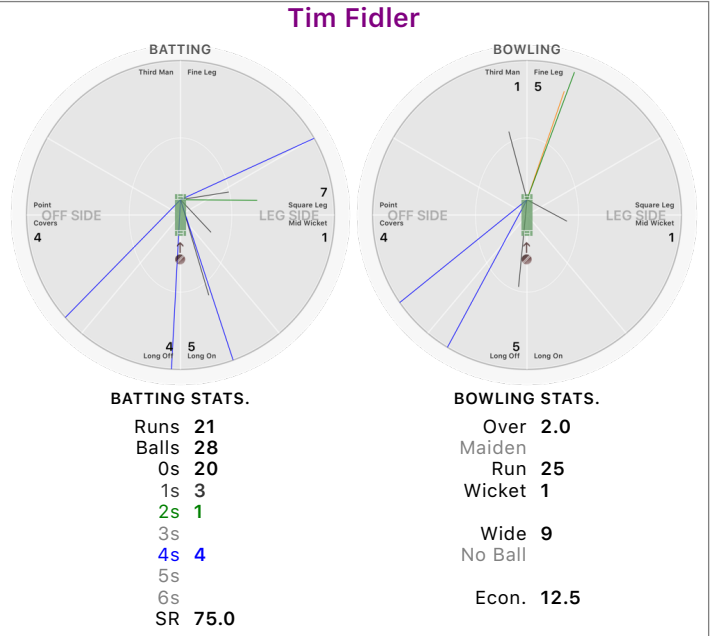 Tim Fidler
BATTING
Third Man Fine Leg
7
Point Square Leg
OFF SIDE LEG SIDE
Covers Mid Wicket
4 1
4 5
Long Off Long On
BOWLING
Third Man Fine Leg
1 5
Point Square Leg
OFF SIDE LEG SIDE
Covers Mid Wicket
4 1
5
Long Off Long On
BATTING STATS.
Runs 21
Balls 28
0s 20
1s 3
2s 1
3s
4s 4
5s
6s
SR 75.0
BOWLING STATS.
Over 2.0
Maiden
Run 25
Wicket 1
Wide 9
No Ball
Econ. 12.5